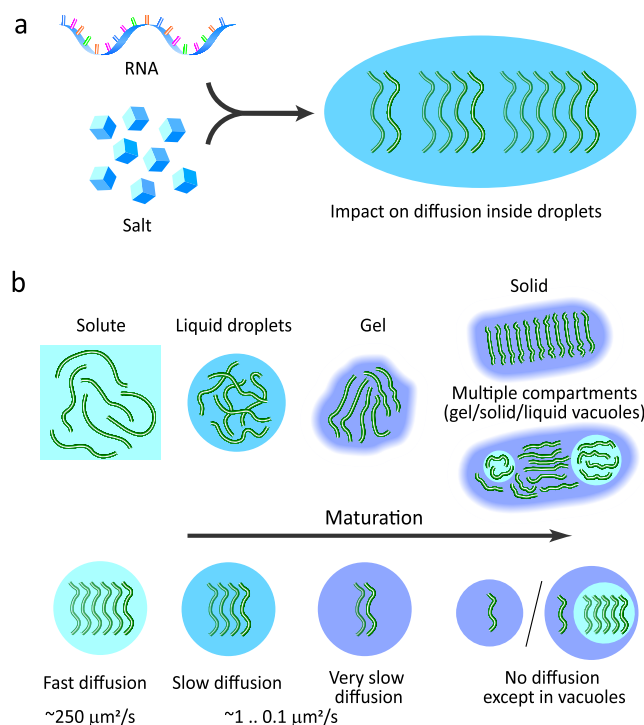 a
RNA
Salt
Impact on diffusion inside droplets
b
Solute
Liquid droplets
Gel
Solid
Multiple compartments
(gel/solid/liquid vacuoles)
Maturation
Fast diffusion
Slow diffusion
Very slow
diffusion
No diffusion
except in vacuoles
~250 µm²/s
~1 .. 0.1 µm²/s